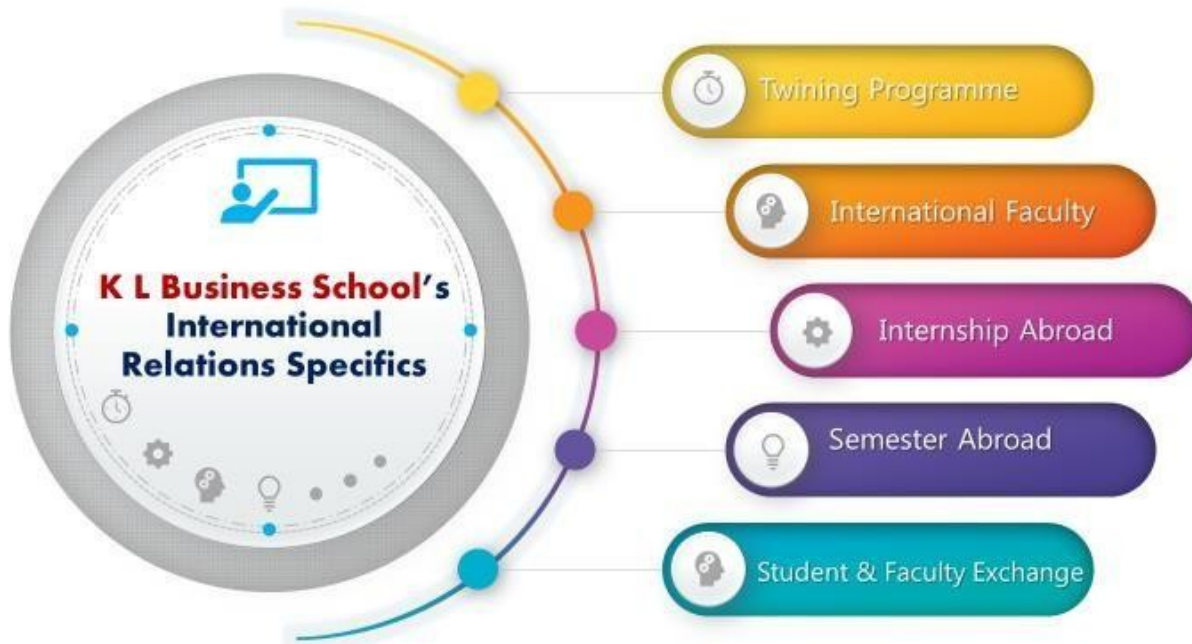 K L Business School's
International
Relations Specifics
Twining Programme
International Faculty
Internship Abroad
Semester Abroad
Student & Faculty Exchange